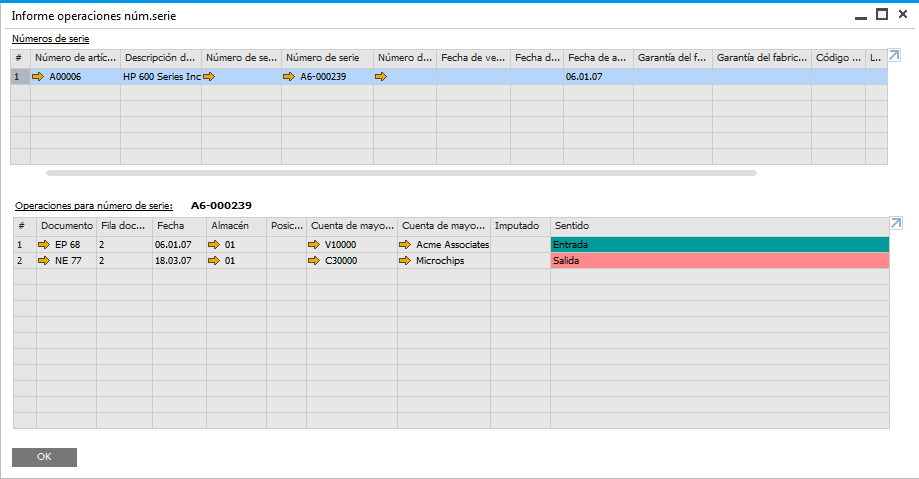 Informe operaciones núm.serie
Números de serie
# Número de artíc... Descripción d... Número de se... Número de serie Número d... Fecha de ve... Fecha d... Fecha de a... Garantía del f... Garantía del fabric... Código ... L..
1 A00006 HP 600 Series Inc A6-000239 06.01.07
Operaciones para número de serie: A6-000239
# Documento Fila doc... Fecha Almacén Posic... Cuenta de mayo... Cuenta de mayo... Imputado Sentido
1 EP 68 2 06.01.07 01 V10000 Acme Associates Entrada
2 NE 77 2 18.03.07 01 C30000 Microchips Salida
OK